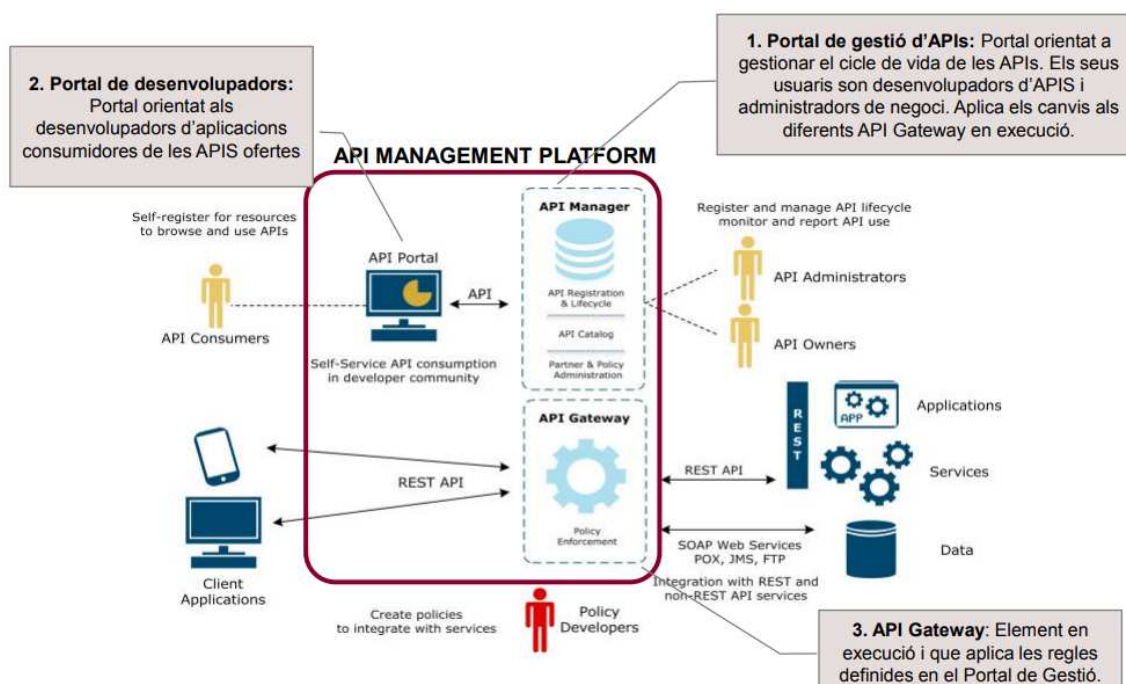 1. Portal de gestió d'APIs: Portal orientat a
gestionar el cicle de vida de les APIs. Els seus
usuaris son desenvolupadors d'APIS i
administradors de negoci. Aplica els canvis als
diferents API Gateway en execució.
2. Portal de desenvolupadors:
Portal orientat als
desenvolupadors d'aplicacions
consumidores de les APIS ofertes
API MANAGEMENT PLATFORM
Self-register for resources
to browse and use APIs
API Consumers
API Portal
API
Self-Service API consumption
in developer community
API Manager
API Registration
& Lifecycle
API Catalog
Partner & Policy
Administration
Register and manage API lifecycle
monitor and report API use
API Administrators
API Owners
API Gateway
Policy
Enforcement
REST API
Client
Applications
REST API
REST
APP
Applications
Services
Data
SOAP Web Services
POX, JMS, FTP
Integration with REST and
non-REST API services
Create policies
to integrate with services
Policy
Developers
3. API Gateway: Element en
execució i que aplica les regles
definides en el Portal de Gestió.